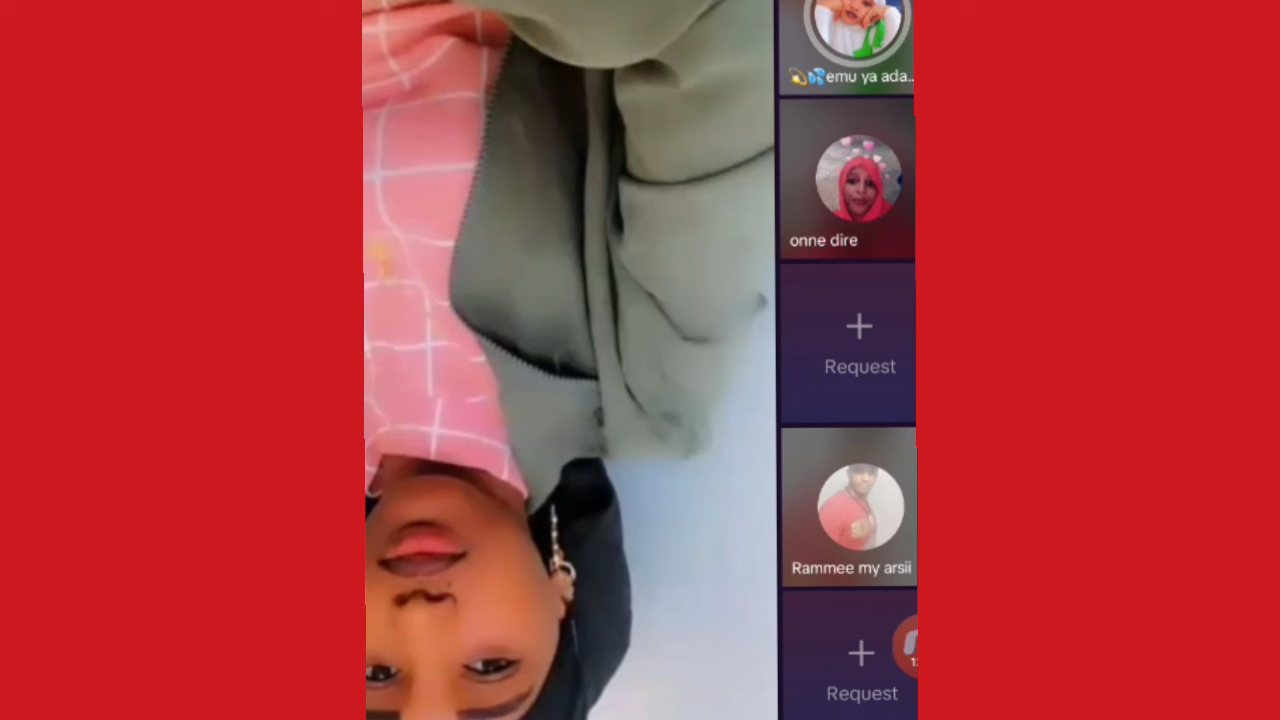 💫💦emu ya ada..
onne dire
Request
Rammee my arsii
Request